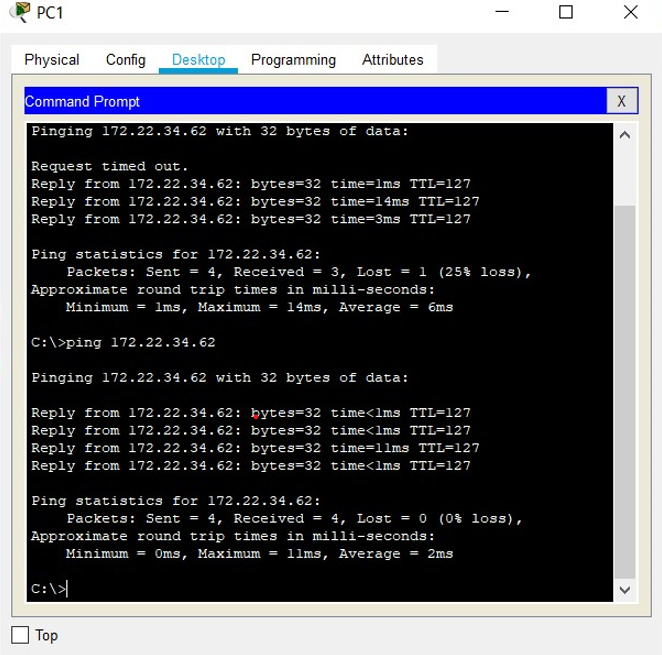 PC1
Physical Config Desktop Programming Attributes
Command Prompt X
Pinging 172.22.34.62 with 32 bytes of data:
Request timed out.
Reply from 172.22.34.62: bytes=32 time=1ms TTL=127
Reply from 172.22.34.62: bytes=32 time=14ms TTL=127
Reply from 172.22.34.62: bytes=32 time=3ms TTL=127
Ping statistics for 172.22.34.62:
Packets: Sent = 4, Received = 3, Lost = 1 (25% loss),
Approximate round trip times in milli-seconds:
Minimum = 1ms, Maximum = 14ms, Average = 6ms
C:\>ping 172.22.34.62
Pinging 172.22.34.62 with 32 bytes of data:
Reply from 172.22.34.62: bytes=32 time<1ms TTL=127
Reply from 172.22.34.62: bytes=32 time<1ms TTL=127
Reply from 172.22.34.62: bytes=32 time=11ms TTL=127
Reply from 172.22.34.62: bytes=32 time<1ms TTL=127
Ping statistics for 172.22.34.62:
Packets: Sent = 4, Received = 4, Lost = 0 (0% loss),
Approximate round trip times in milli-seconds:
Minimum = 0ms, Maximum = 11ms, Average = 2ms
C:\>
Top